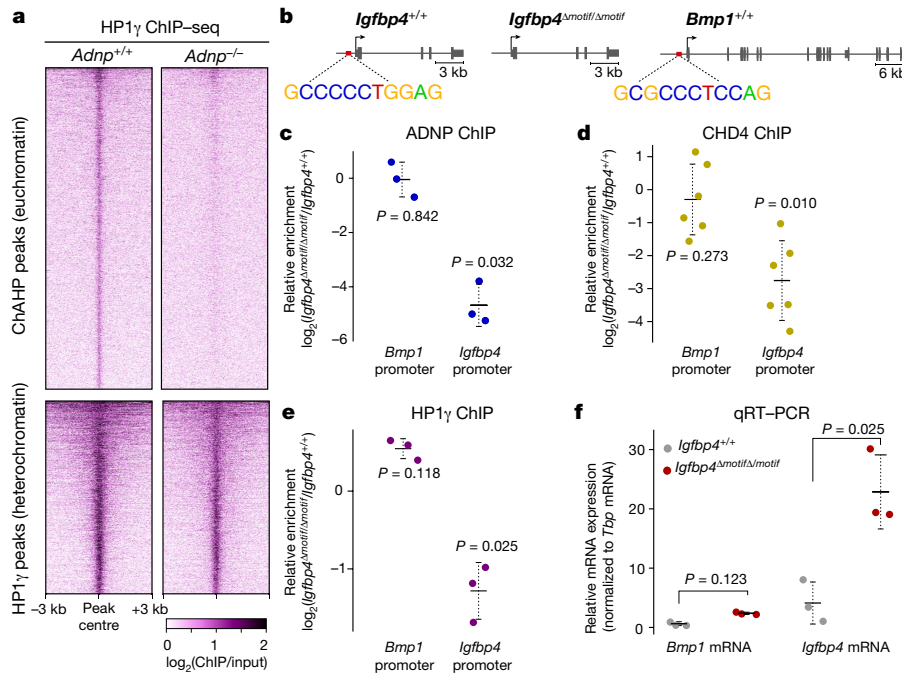 a
HP1γ ChIP–seq
Adnp+/+ Adnp–/–
ChAHP peaks (euchromatin)
HP1γ peaks (heterochromatin)
–3 kb Peak centre +3 kb
0 1 2
log2(ChIP/input)
b
Igfbp4+/+ Igfbp4Δmotif/Δmotif Bmp1+/+
3 kb 3 kb 6 kb
GCCCCCTGGAG GCGCCCTCCAG
c
ADNP ChIP
Relative enrichment
log2(Igfbp4Δmotif/Δmotif/Igfbp4+/+)
0
–2
–4
–6
P = 0.842
P = 0.032
Bmp1 promoter
Igfbp4 promoter
d
CHD4 ChIP
Relative enrichment
log2(Igfbp4Δmotif/Δmotif/Igfbp4+/+)
1
0
–1
–2
–3
–4
P = 0.010
P = 0.273
Bmp1 promoter
Igfbp4 promoter
e
HP1γ ChIP
Relative enrichment
log2(Igfbp4Δmotif/Δmotif/Igfbp4+/+)
0
–1
P = 0.118
P = 0.025
Bmp1 promoter
Igfbp4 promoter
f
qRT–PCR
Relative mRNA expression
(normalized to Tbp mRNA)
30
20
10
0
Igfbp4+/+
Igfbp4ΔmotifΔ/motif
P = 0.025
P = 0.123
Bmp1 mRNA Igfbp4 mRNA